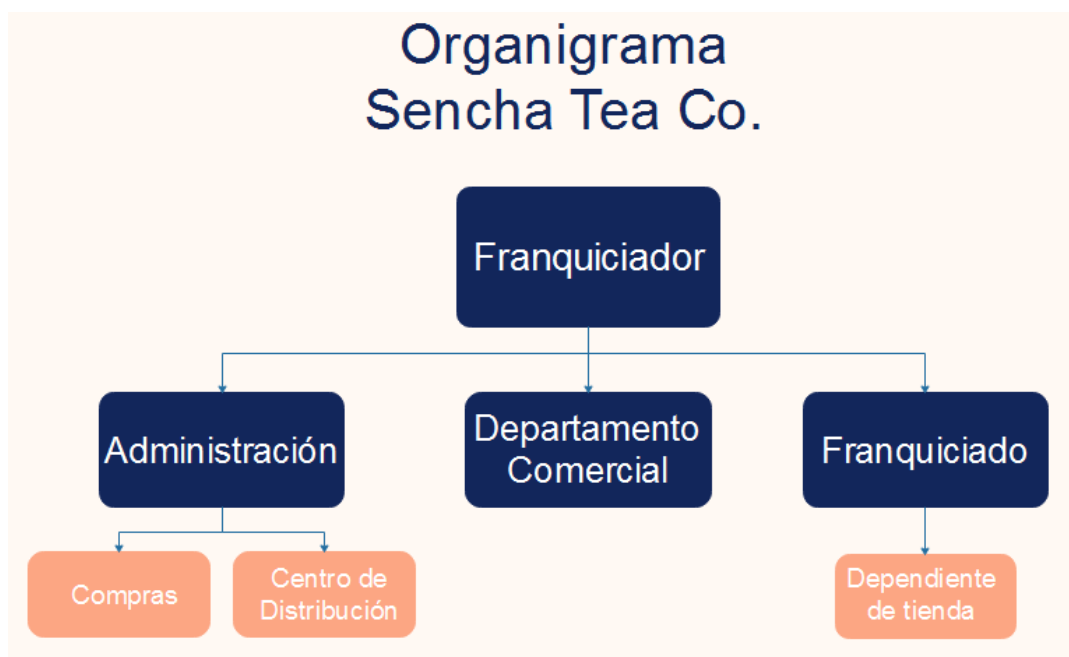 Organigrama
Sencha Tea Co.
Franquiciador
Administración
Departamento
Comercial
Franquiciado
Compras
Centro de
Distribución
Dependiente
de tienda